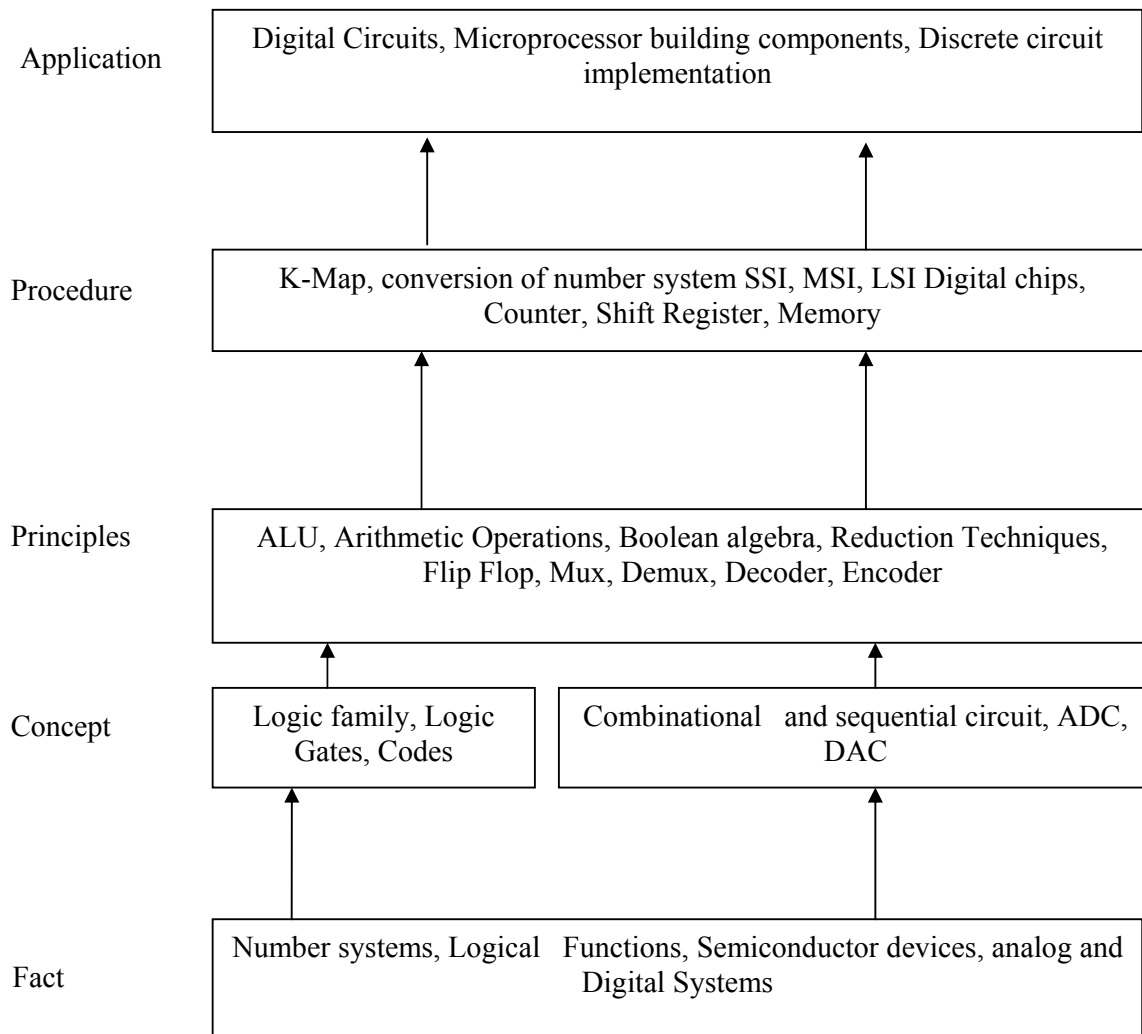 Application
Digital Circuits, Microprocessor building components, Discrete circuit
implementation
Procedure
K-Map, conversion of number system SSI, MSI, LSI Digital chips,
Counter, Shift Register, Memory
Principles
ALU, Arithmetic Operations, Boolean algebra, Reduction Techniques,
Flip Flop, Mux, Demux, Decoder, Encoder
Concept
Logic family, Logic
Gates, Codes
Combinational and sequential circuit, ADC,
DAC
Fact
Number systems, Logical Functions, Semiconductor devices, analog and
Digital Systems